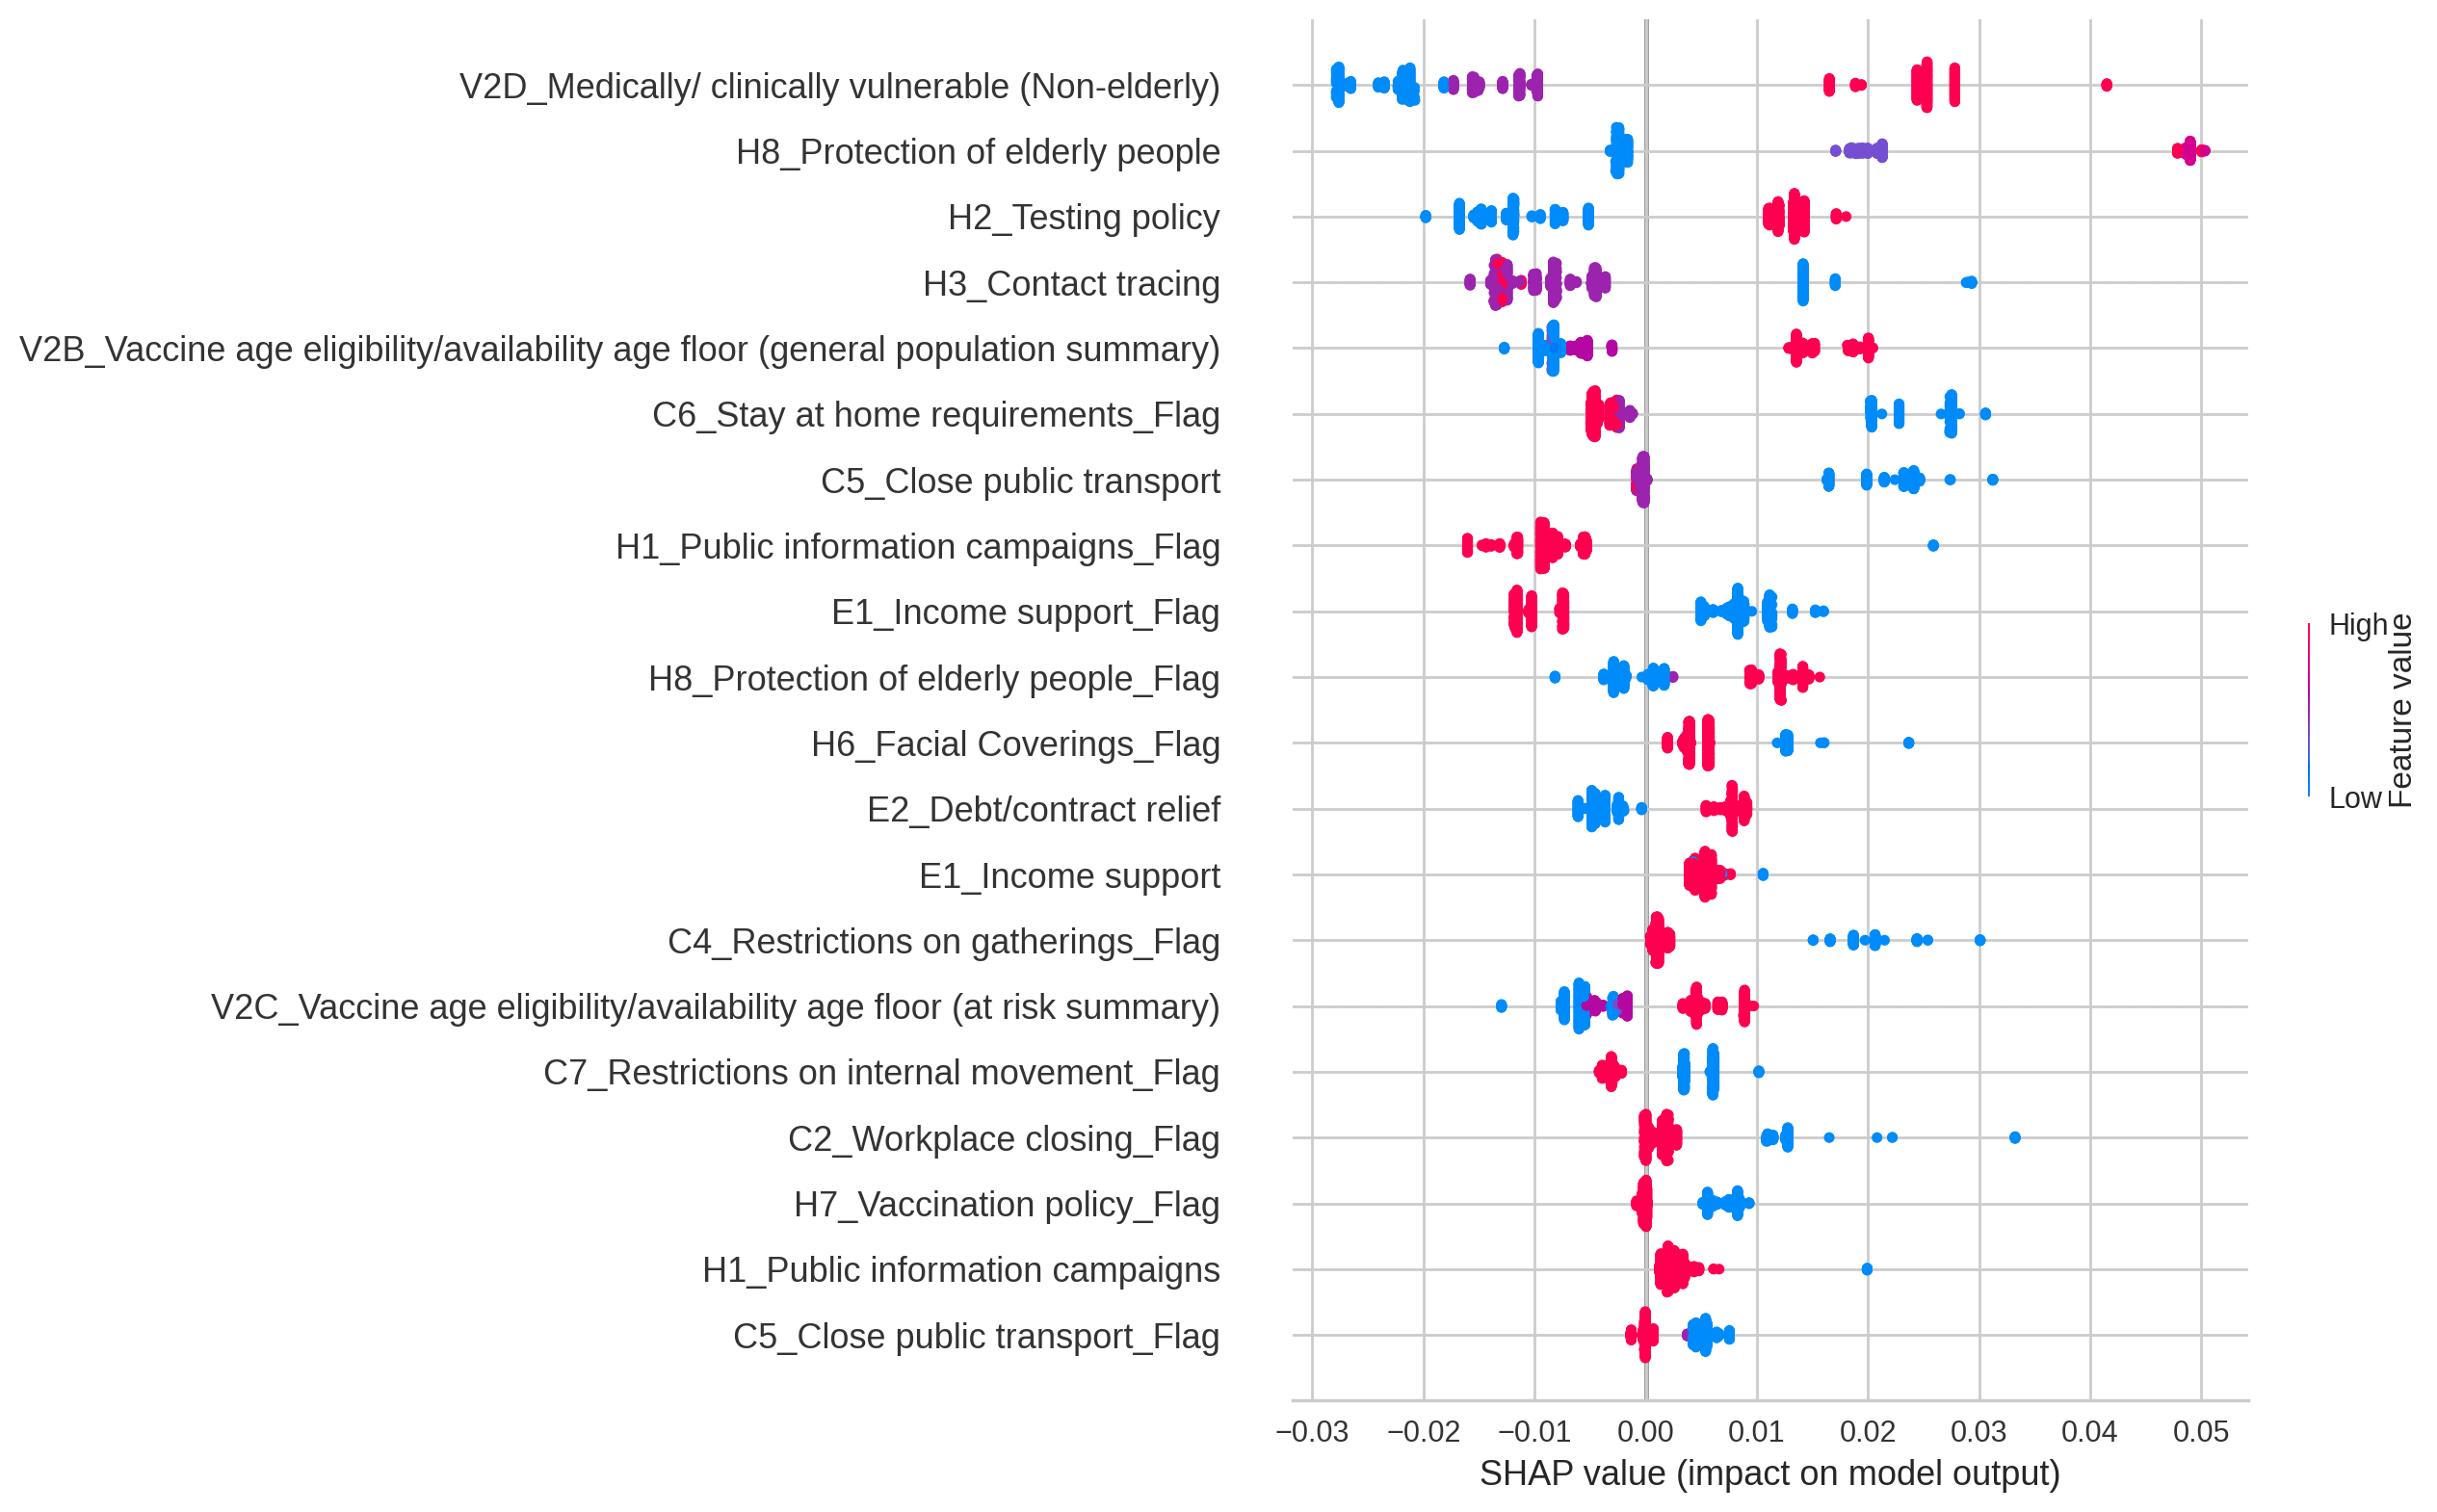 V2D_Medically/ clinically vulnerable (Non-elderly)
H8_Protection of elderly people
H2_Testing policy
H3_Contact tracing
V2B_Vaccine age eligibility/availability age floor (general population summary)
C6_Stay at home requirements_Flag
C5_Close public transport
H1_Public information campaigns_Flag
E1_Income support_Flag
H8_Protection of elderly people_Flag
H6_Facial Coverings_Flag
E2_Debt/contract relief
E1_Income support
C4_Restrictions on gatherings_Flag
V2C_Vaccine age eligibility/availability age floor (at risk summary)
C7_Restrictions on internal movement_Flag
C2_Workplace closing_Flag
H7_Vaccination policy_Flag
H1_Public information campaigns
C5_Close public transport_Flag
−0.03 −0.02 −0.01 0.00 0.01 0.02 0.03 0.04 0.05
SHAP value (impact on model output)
High
Low
Feature value